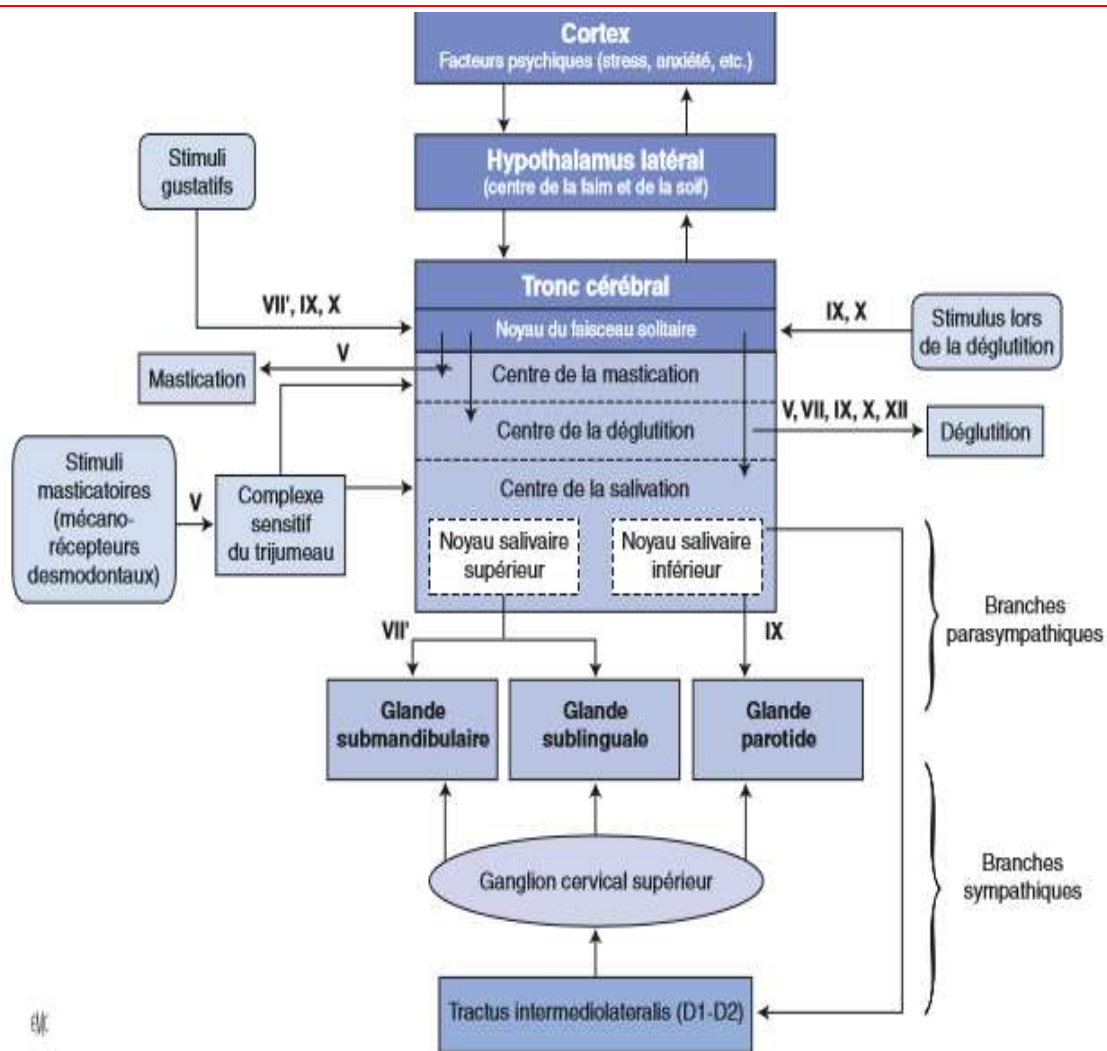 Cortex
Facteurs psychiques (stress, anxiété, etc.)
Stimuli
gustatifs
Hypothalamus latéral
(centre de la faim et de la soif)
Tronc cérébral
VII', IX, X
Noyau du faisceau solitaire
IX, X
Stimulus lors
de la déglutition
V
Mastication
Centre de la mastication
V, VII, IX, X, XII
Centre de la déglutition
Déglutition
Stimuli
masticatoires
(mécano-
récepteurs
desmodontaux)
V
Complexe
sensitif
du trijumeau
Centre de la salivation
Noyau salivaire
supérieur
Noyau salivaire
inférieur
Branches
parasympathiques
VII'
IX
Glande
submandibulaire
Glande
sublinguale
Glande
parotide
Ganglion cervical supérieur
Branches
sympathiques
Tractus intermediolateralis (D1-D2)